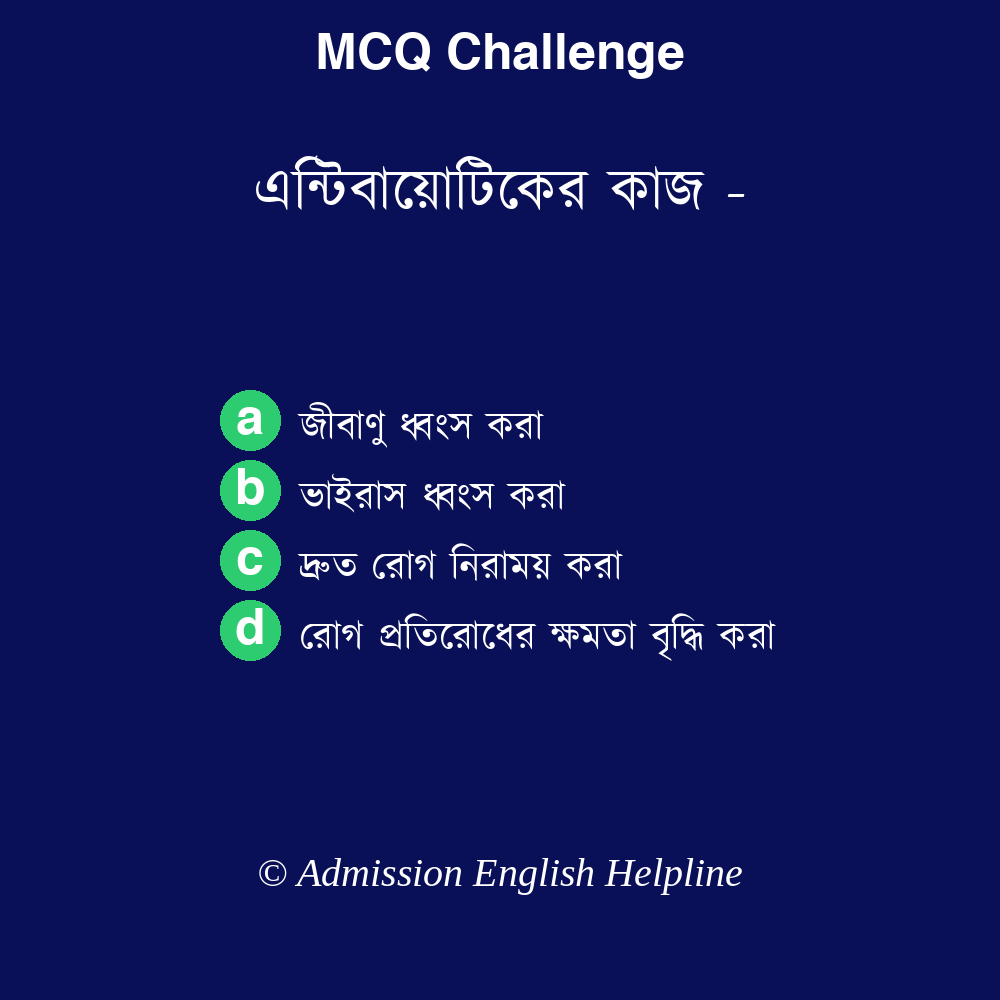 MCQ Challenge
এন্টিবায়োটিকের কাজ -
a জীবাণু ধ্বংস করা
b ভাইরাস ধ্বংস করা
c দ্রুত রোগ নিরাময় করা
d রোগ প্রতিরোধের ক্ষমতা বৃদ্ধি করা
© Admission English Helpline